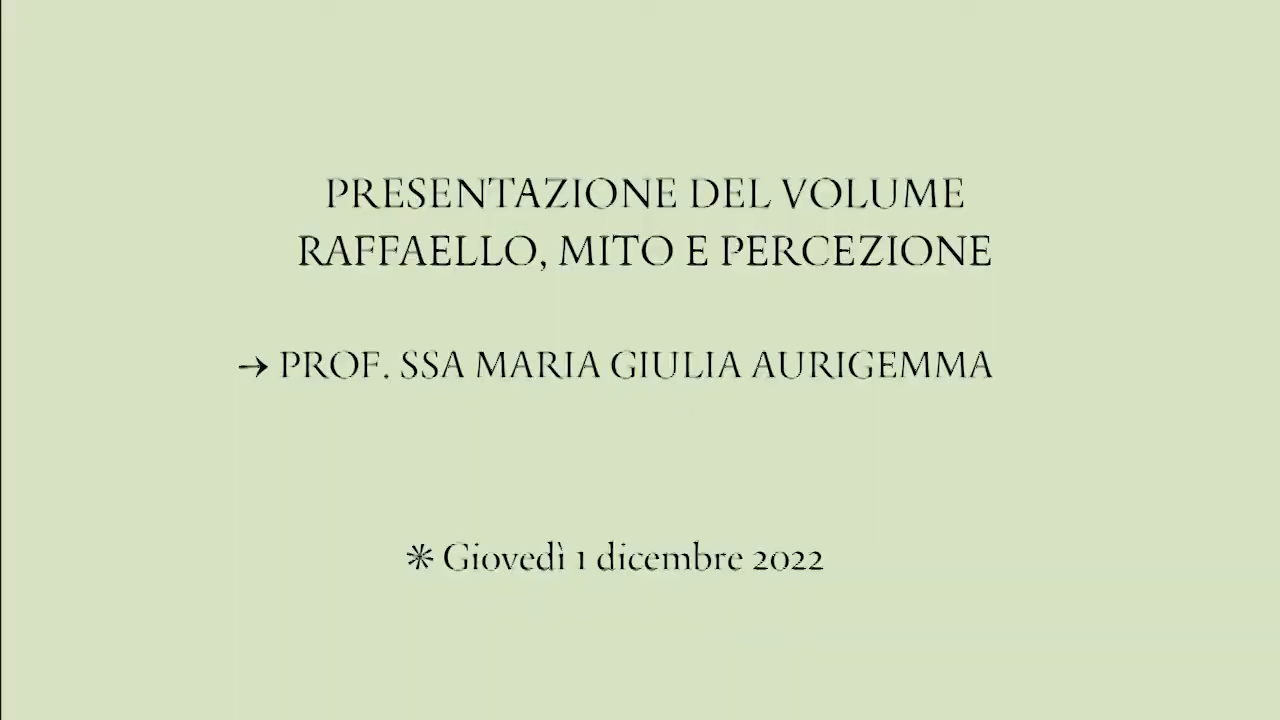 PRESENTAZIONE DEL VOLUME
RAFFAELLO, MITO E PERCEZIONE
→ PROF. SSA MARIA GIULIA AURIGEMMA
* Giovedì 1 dicembre 2022